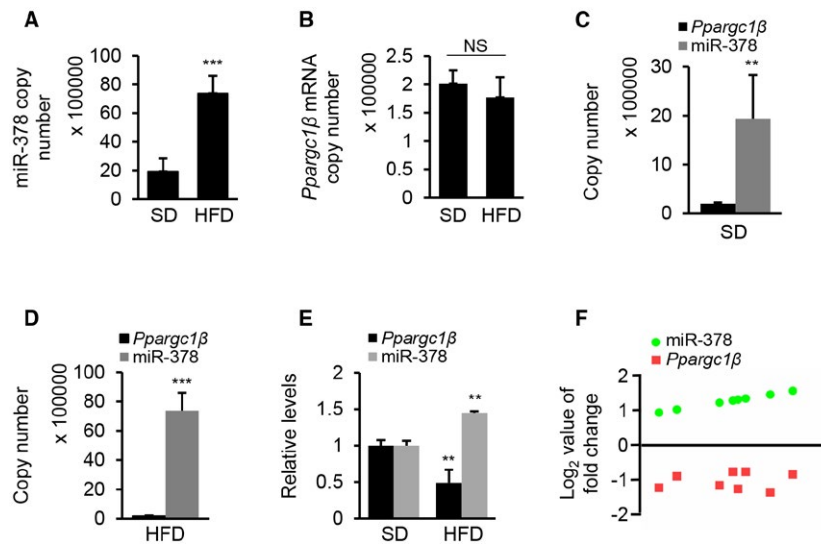 A
miR-378 copy
number
x 100000
100
80
60
40
20
0
***
SD HFD
B
Ppargc1β mRNA
copy number
x 100000
2.5
2
1.5
1
0.5
0
NS
SD HFD
C
Ppargc1β
miR-378
Copy number
x 100000
30
20
10
0
**
SD
D
Ppargc1β
miR-378
Copy number
x 100000
100
80
60
40
20
0
***
HFD
E
Ppargc1β
miR-378
Relative levels
2
1.5
1
0.5
0
**
**
SD HFD
F
miR-378
Ppargc1β
Log2 value of
fold change
2
1
0
-1
-2